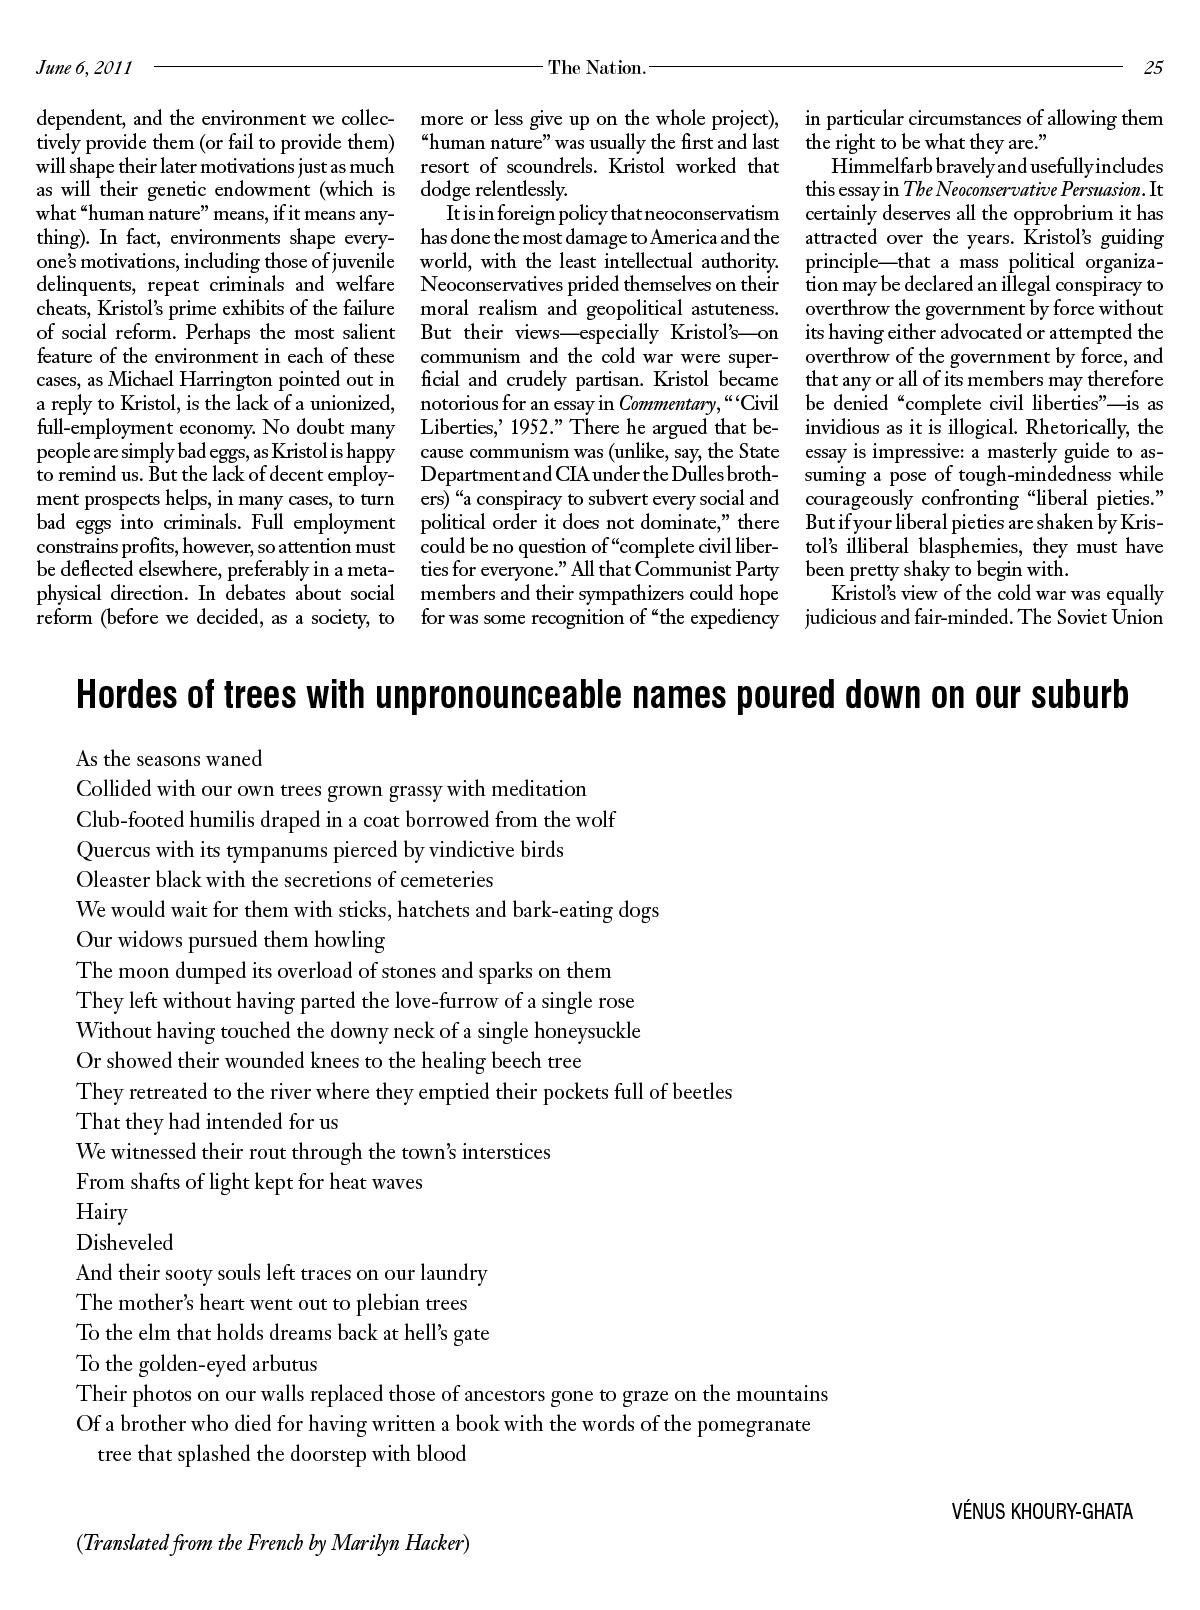 June 6, 2011
The Nation.
25
dependent, and the environment we collec-
tively provide them (or fail to provide them)
will shape their later motivations just as much
as will their genetic endowment (which is
what “human nature” means, if it means any-
thing). In fact, environments shape every-
one’s motivations, including those of juvenile
delinquents, repeat criminals and welfare
cheats, Kristol’s prime exhibits of the failure
of social reform. Perhaps the most salient
feature of the environment in each of these
cases, as Michael Harrington pointed out in
a reply to Kristol, is the lack of a unionized,
full-employment economy. No doubt many
people are simply bad eggs, as Kristol is happy
to remind us. But the lack of decent employ-
ment prospects helps, in many cases, to turn
bad eggs into criminals. Full employment
constrains profits, however, so attention must
be deflected elsewhere, preferably in a meta-
physical direction. In debates about social
reform (before we decided, as a society, to
more or less give up on the whole project),
“human nature” was usually the first and last
resort of scoundrels. Kristol worked that
dodge relentlessly.
It is in foreign policy that neoconservatism
has done the most damage to America and the
world, with the least intellectual authority.
Neoconservatives prided themselves on their
moral realism and geopolitical astuteness.
But their views—especially Kristol’s—on
communism and the cold war were super-
ficial and crudely partisan. Kristol became
notorious for an essay in Commentary, “ ‘Civil
Liberties,’ 1952.” There he argued that be-
cause communism was (unlike, say, the State
Department and CIA under the Dulles broth-
ers) “a conspiracy to subvert every social and
political order it does not dominate,” there
could be no question of “complete civil liber-
ties for everyone.” All that Communist Party
members and their sympathizers could hope
for was some recognition of “the expediency
in particular circumstances of allowing them
the right to be what they are.”
Himmelfarb bravely and usefully includes
this essay in The Neoconservative Persuasion. It
certainly deserves all the opprobrium it has
attracted over the years. Kristol’s guiding
principle—that a mass political organiza-
tion may be declared an illegal conspiracy to
overthrow the government by force without
its having either advocated or attempted the
overthrow of the government by force, and
that any or all of its members may therefore
be denied “complete civil liberties”—is as
invidious as it is illogical. Rhetorically, the
essay is impressive: a masterly guide to as-
suming a pose of tough-mindedness while
courageously confronting “liberal pieties.”
But if your liberal pieties are shaken by Kris-
tol’s illiberal blasphemies, they must have
been pretty shaky to begin with.
Kristol’s view of the cold war was equally
judicious and fair-minded. The Soviet Union
Hordes of trees with unpronounceable names poured down on our suburb
As the seasons waned
Collided with our own trees grown grassy with meditation
Club-footed humilis draped in a coat borrowed from the wolf
Quercus with its tympanums pierced by vindictive birds
Oleaster black with the secretions of cemeteries
We would wait for them with sticks, hatchets and bark-eating dogs
Our widows pursued them howling
The moon dumped its overload of stones and sparks on them
They left without having parted the love-furrow of a single rose
Without having touched the downy neck of a single honeysuckle
Or showed their wounded knees to the healing beech tree
They retreated to the river where they emptied their pockets full of beetles
That they had intended for us
We witnessed their rout through the town’s interstices
From shafts of light kept for heat waves
Hairy
Disheveled
And their sooty souls left traces on our laundry
The mother’s heart went out to plebian trees
To the elm that holds dreams back at hell’s gate
To the golden-eyed arbutus
Their photos on our walls replaced those of ancestors gone to graze on the mountains
Of a brother who died for having written a book with the words of the pomegranate
tree that splashed the doorstep with blood
VÉNUS KHOURY-GHATA
(Translated from the French by Marilyn Hacker)